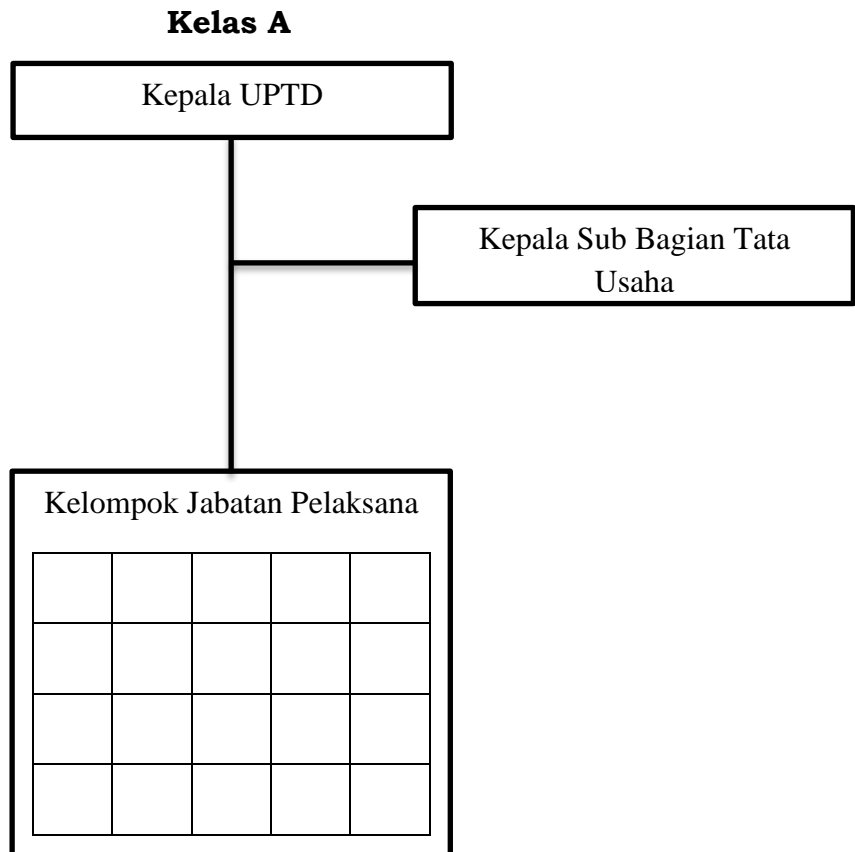 Kelas A
Kepala UPTD
Kepala Sub Bagian Tata
Usaha
Kelompok Jabatan Pelaksana